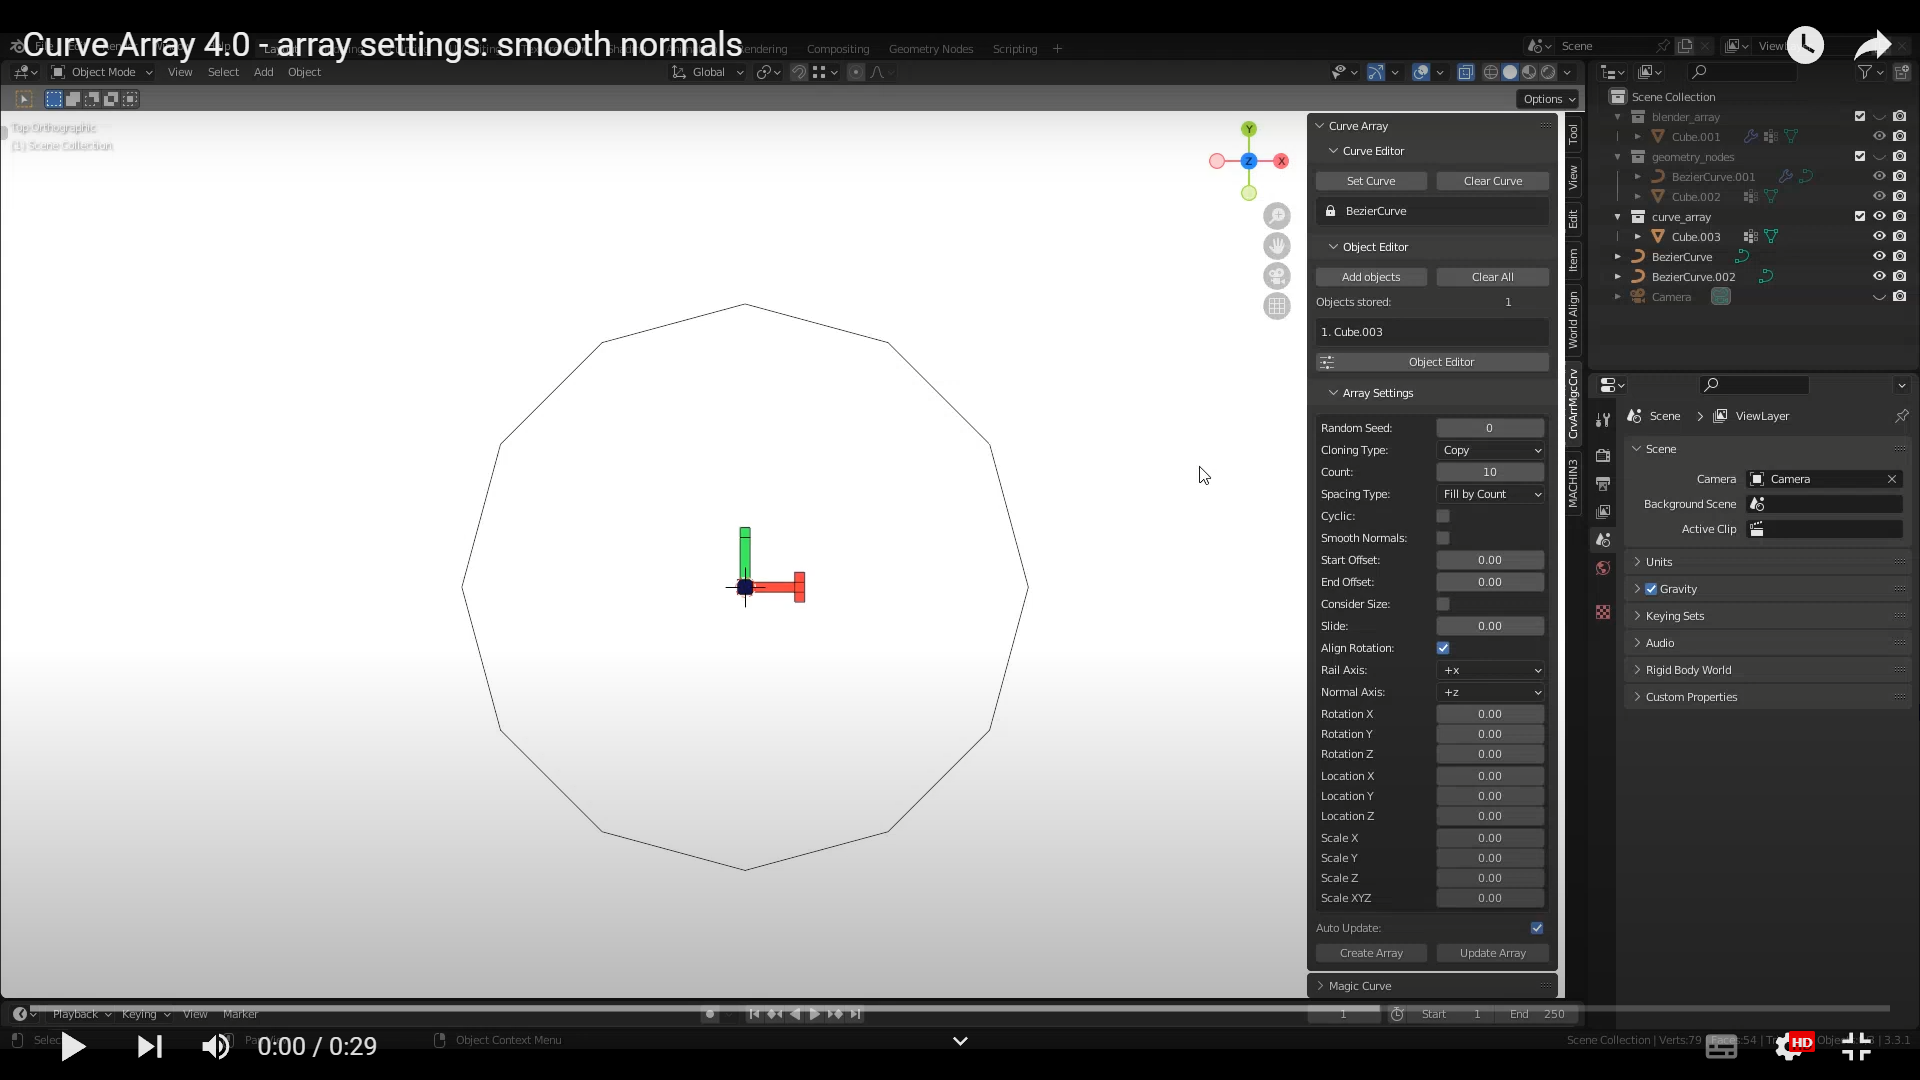 Curve Array 4.0 - array settings: smooth normals
Compositing
Geometry Nodes
Scripting
Scene
Object Mode
View
Select
Add
Object
Global
Options
Top Orthographic
(1) Scene Collection
Y
Z
X
Curve Array
Curve Editor
Set Curve
Clear Curve
BezierCurve
Object Editor
Add objects
Clear All
Objects stored: 1
1. Cube.003
Object Editor
Array Settings
Random Seed: 0
Cloning Type: Copy
Count: 10
Spacing Type: Fill by Count
Cyclic:
Smooth Normals:
Start Offset: 0.00
End Offset: 0.00
Consider Size:
Slide: 0.00
Align Rotation:
Rail Axis: +x
Normal Axis: +z
Rotation X 0.00
Rotation Y 0.00
Rotation Z 0.00
Location X 0.00
Location Y 0.00
Location Z 0.00
Scale X 0.00
Scale Y 0.00
Scale Z 0.00
Scale XYZ 0.00
Auto Update:
Create Array
Update Array
Magic Curve
Tool
View
Edit
Item
World Align
CrvArrMgcCrv
MACHIN3
Scene Collection
blender_array
Cube.001
geometry_nodes
BezierCurve.001
Cube.002
curve_array
Cube.003
BezierCurve
BezierCurve.002
Camera
Scene
ViewLayer
Scene
Camera
Camera
Background Scene
Active Clip
Units
Gravity
Keying Sets
Audio
Rigid Body World
Custom Properties
Playback
Keying
View
Marker
1
Start 1
End 250
0:00 / 0:29
Object Context Menu
Scene Collection | Verts:79
3.3.1
HD